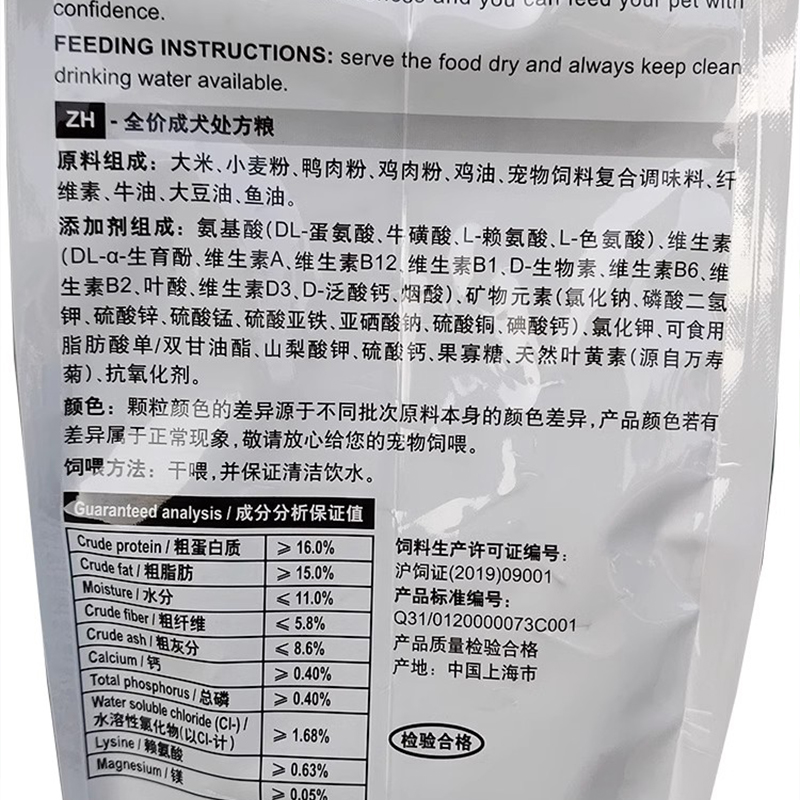 and you can feed your pet with
confidence.
FEEDING INSTRUCTIONS: serve the food dry and always keep clean
drinking water available.
ZH - 全价成犬处方粮
原料组成：大米、小麦粉、鸭肉粉、鸡肉粉、鸡油、宠物饲料复合调味料、纤
维素、牛油、大豆油、鱼油。
添加剂组成：氨基酸(DL-蛋氨酸、牛磺酸、L-赖氨酸、L-色氨酸)、维生素
(DL-α-生育酚、维生素A、维生素B12、维生素B1、D-生物素、维生素B6、维
生素B2、叶酸、维生素D3、D-泛酸钙、烟酸)、矿物元素(氯化钠、磷酸二氢
钾、硫酸锌、硫酸锰、硫酸亚铁、亚硒酸钠、硫酸铜、碘酸钙)、氯化钾、可食用
脂肪酸单/双甘油酯、山梨酸钾、硫酸钙、果寡糖、天然叶黄素(源自万寿
菊)、抗氧化剂。
颜色：颗粒颜色的差异源于不同批次原料本身的颜色差异，产品颜色若有
差异属于正常现象，敬请放心给您的宠物饲喂。
饲喂方法：干喂，并保证清洁饮水。
Guaranteed analysis / 成分分析保证值
Crude protein / 粗蛋白质 ⩾ 16.0%
Crude fat / 粗脂肪 ⩾ 15.0%
Moisture / 水分 ⩽ 11.0%
Crude fiber / 粗纤维 ⩽ 5.8%
Crude ash / 粗灰分 ⩽ 8.6%
Calcium / 钙 ⩾ 0.40%
Total phosphorus / 总磷 ⩾ 0.40%
Water soluble chloride (Cl-) /
水溶性氯化物(以Cl-计) ⩾ 1.68%
Lysine / 赖氨酸 ⩾ 0.63%
Magnesium / 镁 ⩾ 0.05%
饲料生产许可证编号：
沪饲证(2019)09001
产品标准编号：
Q31/0120000073C001
产品质量检验合格
产地：中国上海市
检验合格